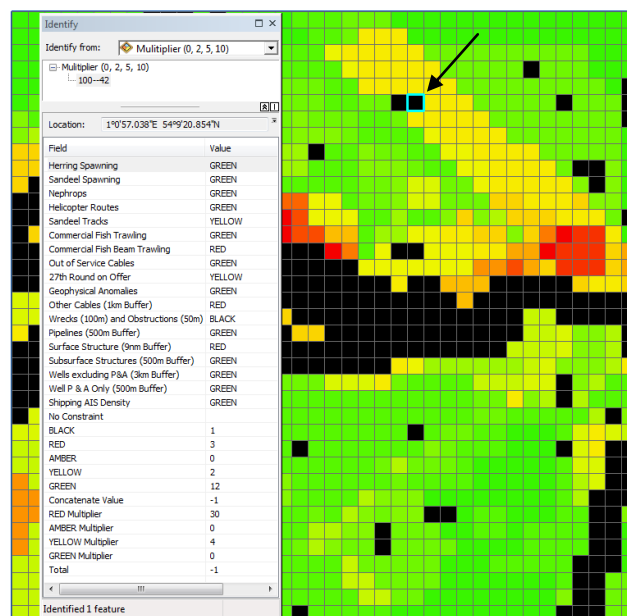 Identify
Identify from: Mulitiplier (0, 2, 5, 10)
Mulitiplier (0, 2, 5, 10)
100--42
Location: 1°0'57.038"E 54°9'20.854"N
Field Value
Herring Spawning GREEN
Sandeel Spawning GREEN
Nephrops GREEN
Helicopter Routes GREEN
Sandeel Tracks YELLOW
Commercial Fish Trawling GREEN
Commercial Fish Beam Trawling RED
Out of Service Cables GREEN
27th Round on Offer YELLOW
Geophysical Anomalies GREEN
Other Cables (1km Buffer) RED
Wrecks (100m) and Obstructions (50m) BLACK
Pipelines (500m Buffer) GREEN
Surface Structure (9nm Buffer) RED
Subsurface Structures (500m Buffer) GREEN
Wells excluding P&A (3km Buffer) GREEN
Well P & A Only (500m Buffer) GREEN
Shipping AIS Density GREEN
No Constraint
BLACK 1
RED 3
AMBER 0
YELLOW 2
GREEN 12
Concatenate Value -1
RED Multiplier 30
AMBER Multiplier 0
YELLOW Multiplier 4
GREEN Multiplier 0
Total -1
Identified 1 feature